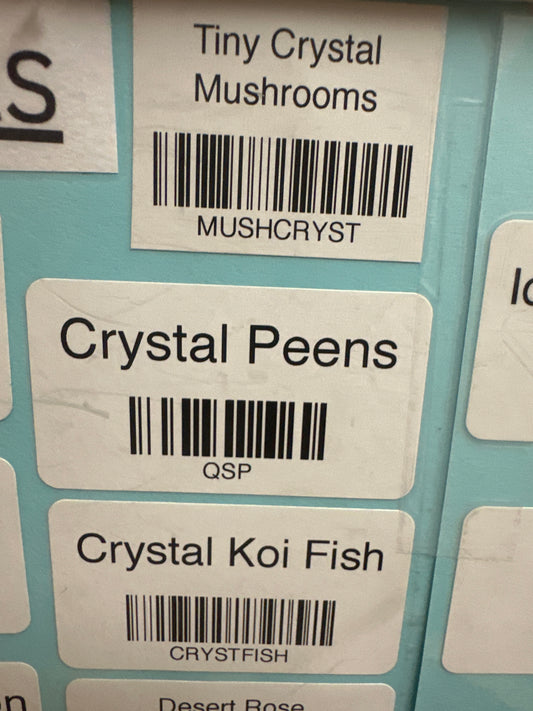 Tiny Crystal
Mushrooms
MUSHCRYST
Crystal Peens
QSP
Crystal Koi Fish
CRYSTFISH
Desert Rose